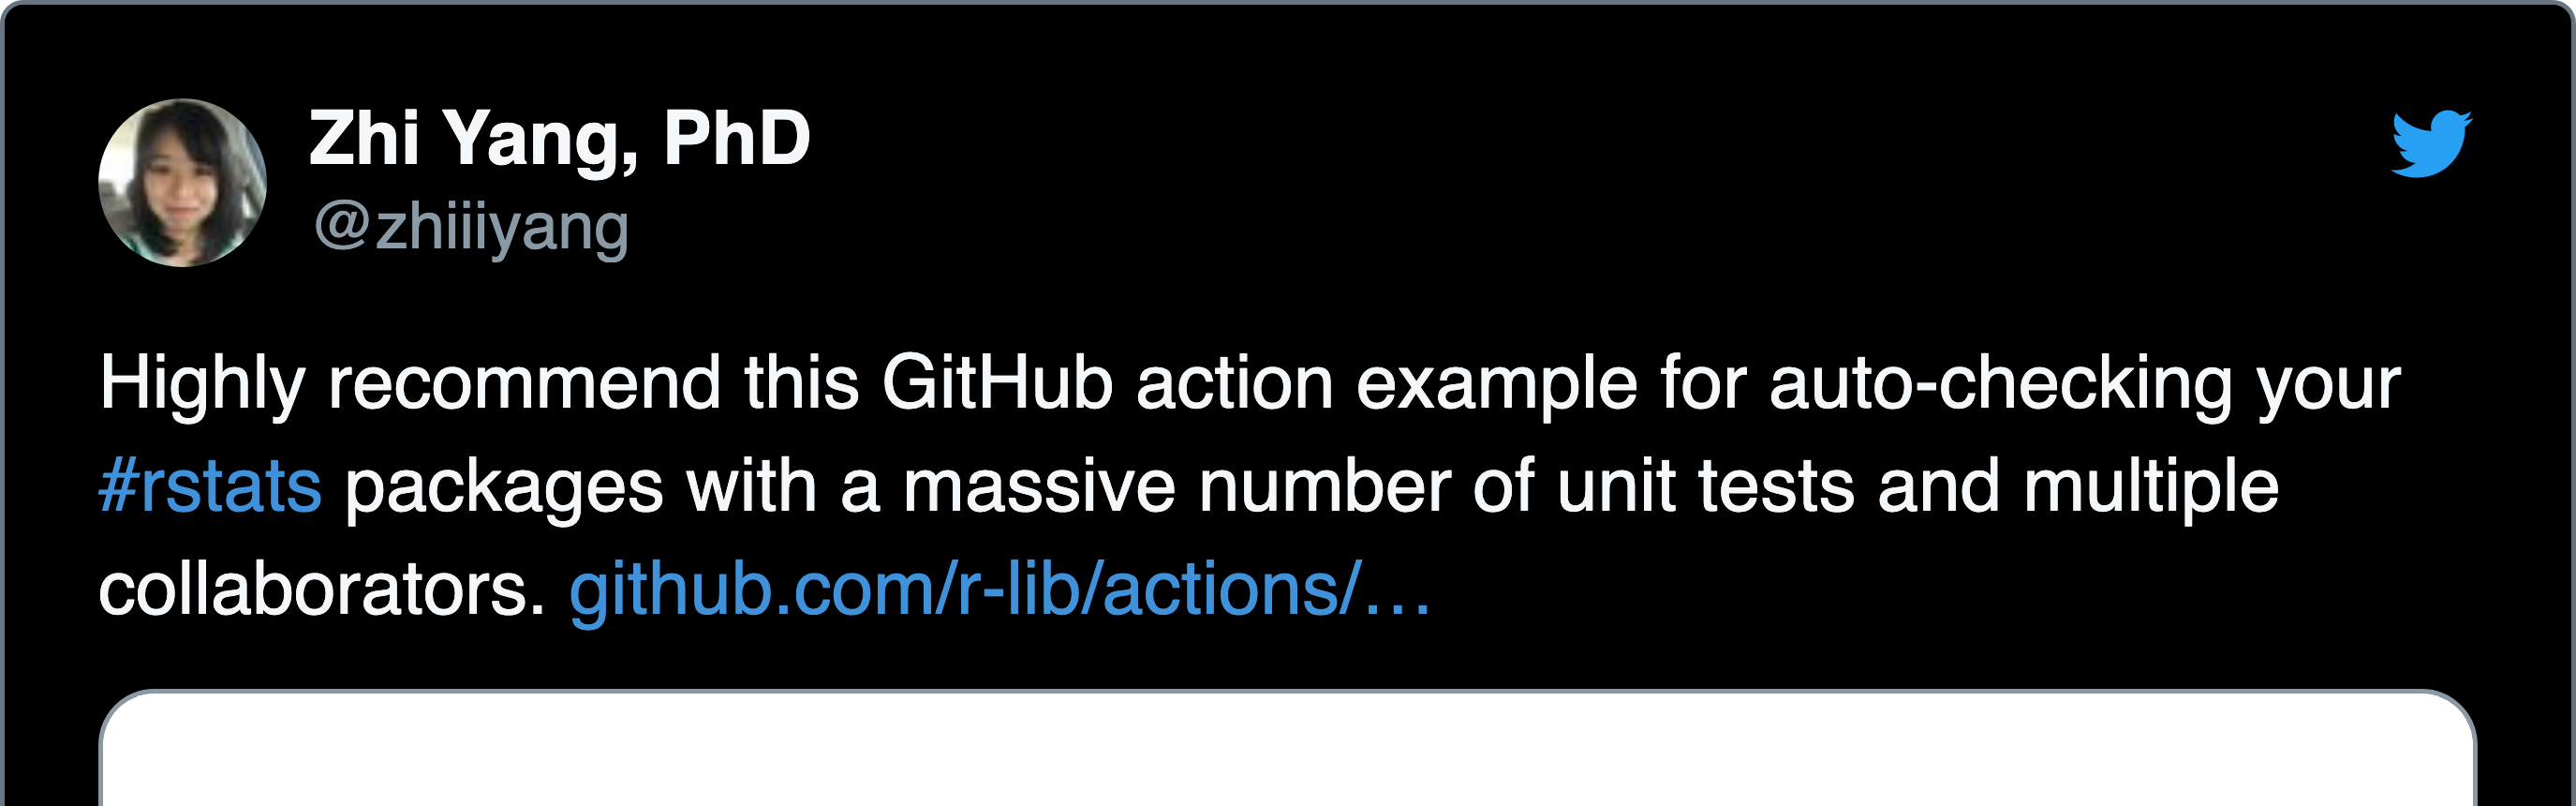 Zhi Yang, PhD
@zhiiiyang
Highly recommend this GitHub action example for auto-checking your
#rstats packages with a massive number of unit tests and multiple
collaborators. github.com/r-lib/actions/…